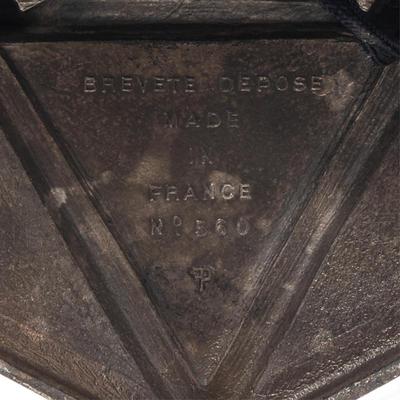 BREVETE DEPOSE
MADE
IN
FRANCE
No 560